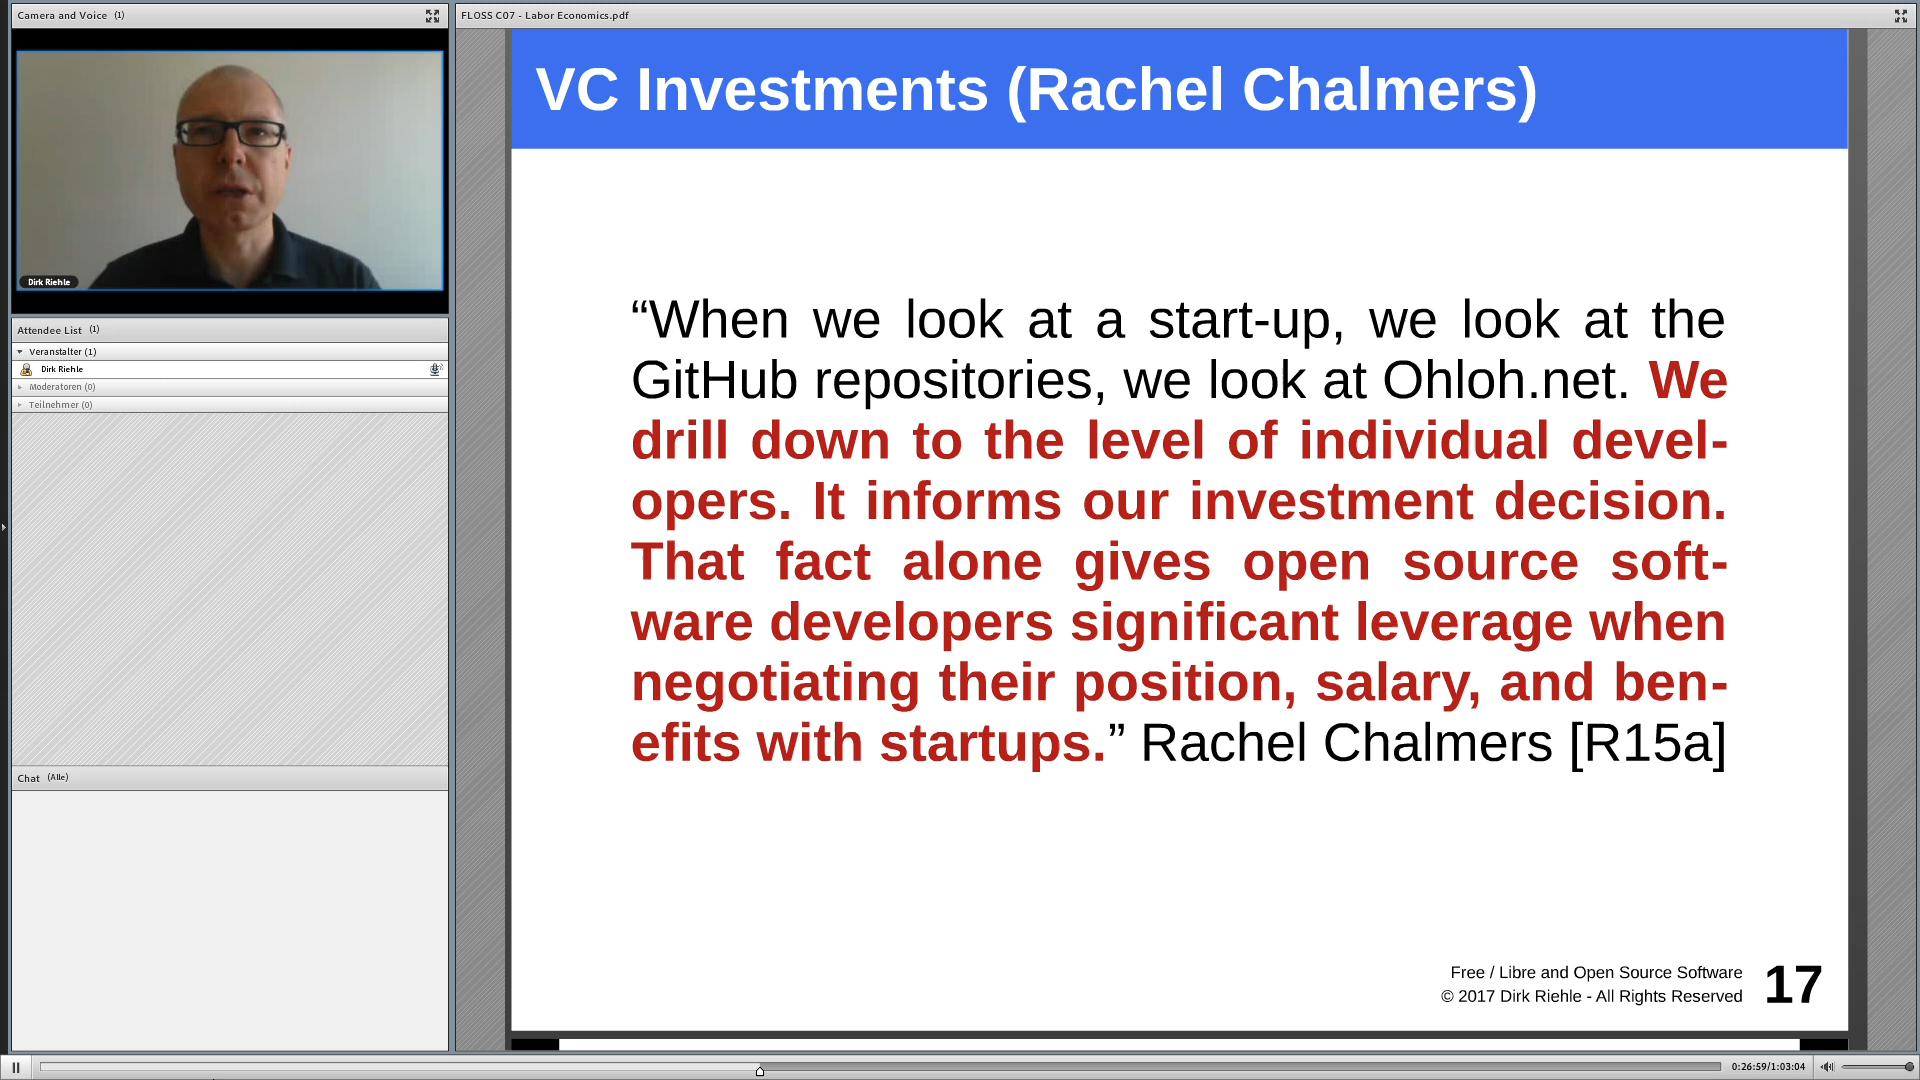 Camera and Voice (1)
Dirk Riehle
Attendee List (1)
Veranstalter (1)
Dirk Riehle
Moderatoren (0)
Teilnehmer (0)
Chat (Alle)
FLOSS C07 - Labor Economics.pdf
VC Investments (Rachel Chalmers)
“When we look at a start-up, we look at the
GitHub repositories, we look at Ohloh.net. We
drill down to the level of individual devel-
opers. It informs our investment decision.
That fact alone gives open source soft-
ware developers significant leverage when
negotiating their position, salary, and ben-
efits with startups.” Rachel Chalmers [R15a]
Free / Libre and Open Source Software
© 2017 Dirk Riehle - All Rights Reserved
17
0:26:59/1:03:04